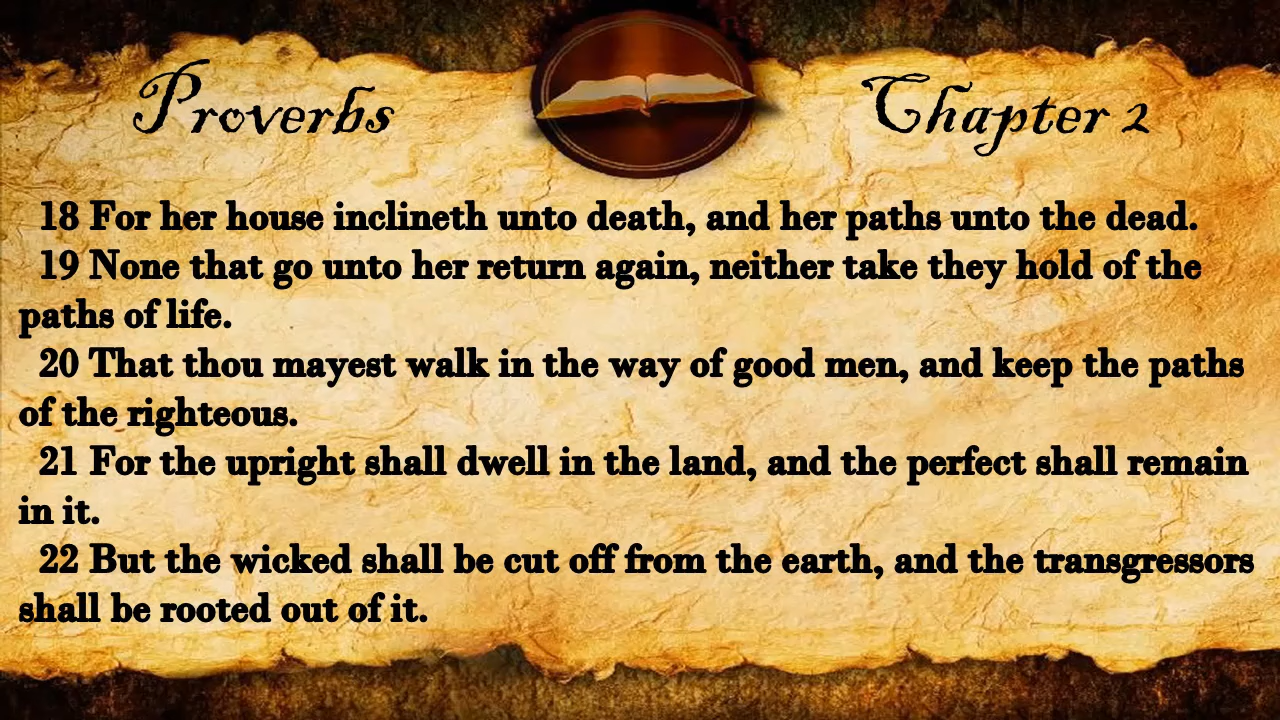 Proverbs Chapter 2
18 For her house inclineth unto death, and her paths unto the dead.
19 None that go unto her return again, neither take they hold of the
paths of life.
20 That thou mayest walk in the way of good men, and keep the paths
of the righteous.
21 For the upright shall dwell in the land, and the perfect shall remain
in it.
22 But the wicked shall be cut off from the earth, and the transgressors
shall be rooted out of it.